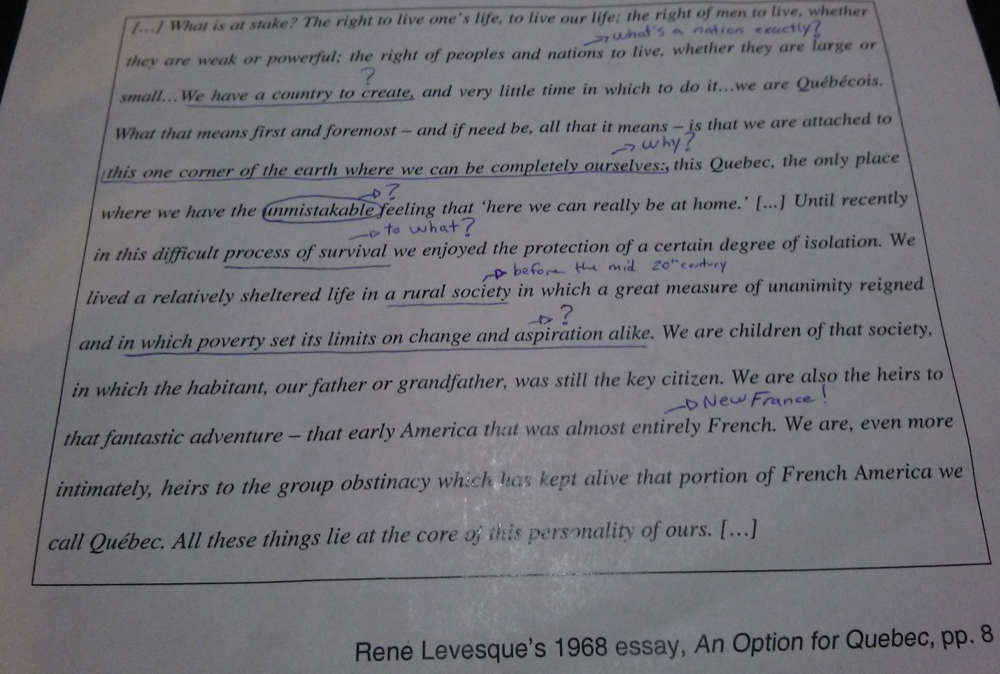 [...] What is at stake? The right to live one's life, to live our life; the right of men to live, whether
→ what's a nation exactly?
they are weak or powerful; the right of peoples and nations to live, whether they are large or
?
small... We have a country to create, and very little time in which to do it...we are Québécois.
What that means first and foremost – and if need be, all that it means – is that we are attached to
→ why?
this one corner of the earth where we can be completely ourselves:, this Quebec, the only place
→ ?
where we have the unmistakable feeling that ‘here we can really be at home.’ [...] Until recently
→ to what?
in this difficult process of survival we enjoyed the protection of a certain degree of isolation. We
→ before the mid 20th century
lived a relatively sheltered life in a rural society in which a great measure of unanimity reigned
→ ?
and in which poverty set its limits on change and aspiration alike. We are children of that society,
in which the habitant, our father or grandfather, was still the key citizen. We are also the heirs to
→ New France!
that fantastic adventure – that early America that was almost entirely French. We are, even more
intimately, heirs to the group obstinacy which has kept alive that portion of French America we
call Québec. All these things lie at the core of this personality of ours. [...]
René Levesque's 1968 essay, An Option for Quebec, pp. 8